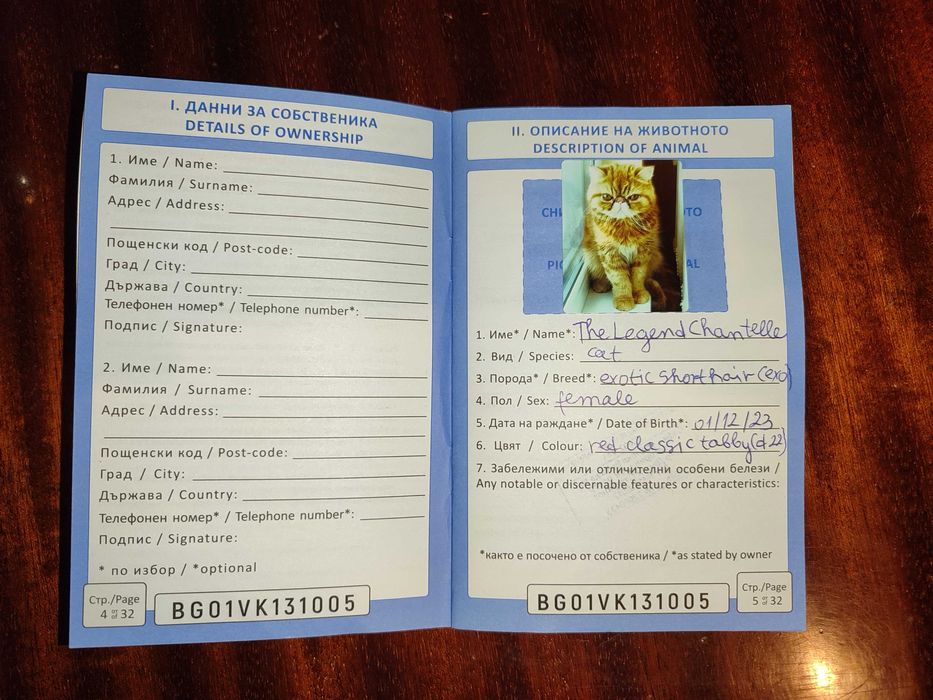 I. ДАННИ ЗА СОБСТВЕНИКА
DETAILS OF OWNERSHIP
1. Име / Name:
Фамилия / Surname:
Адрес / Address:
Пощенски код / Post-code:
Град / City:
Държава / Country:
Телефонен номер* / Telephone number*:
Подпис / Signature:
2. Име / Name:
Фамилия / Surname:
Адрес / Address:
Пощенски код / Post-code:
Град / City:
Държава / Country:
Телефонен номер* / Telephone number*:
Подпис / Signature:
* по избор / *optional
Стр./Page
4 от/of 32
BG01VK131005
II. ОПИСАНИЕ НА ЖИВОТНОТО
DESCRIPTION OF ANIMAL
1. Име* / Name*: The Legend Chantelle
2. Вид / Species: cat
3. Порода* / Breed*: exotic shorthair (exo)
4. Пол / Sex: female
5. Дата на раждане* / Date of Birth*: 01/12/23
6. Цвят / Colour: red classic tabby (d22)
7. Забележими или отличителни особени белези /
Any notable or discernable features or characteristics:
*както е посочено от собственика / *as stated by owner
BG01VK131005
Стр./Page
5 от/of 32